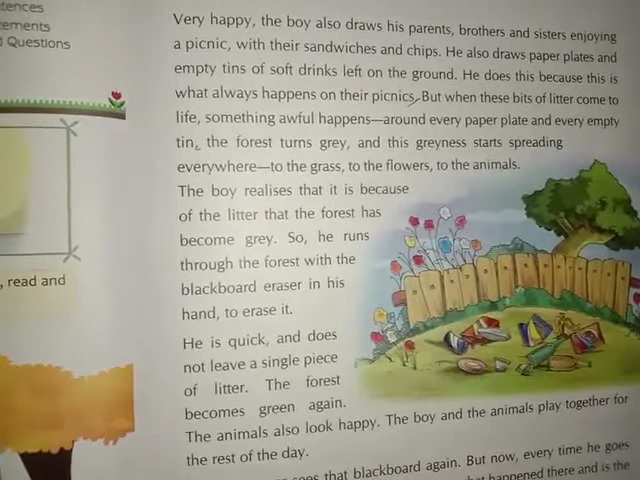 tences
ements
Questions
, read and
Very happy, the boy also draws his parents, brothers and sisters enjoying
a picnic, with their sandwiches and chips. He also draws paper plates and
empty tins of soft drinks left on the ground. He does this because this is
what always happens on their picnics. But when these bits of litter come to
life, something awful happens—around every paper plate and every empty
tin, the forest turns grey, and this greyness starts spreading
everywhere—to the grass, to the flowers, to the animals.
The boy realises that it is because
of the litter that the forest has
become grey. So, he runs
through the forest with the
blackboard eraser in his
hand, to erase it.
He is quick, and does
not leave a single piece
of litter. The forest
becomes green again.
The animals also look happy. The boy and the animals play together for
the rest of the day.
that blackboard again. But now, every time he goes
happened there and is the